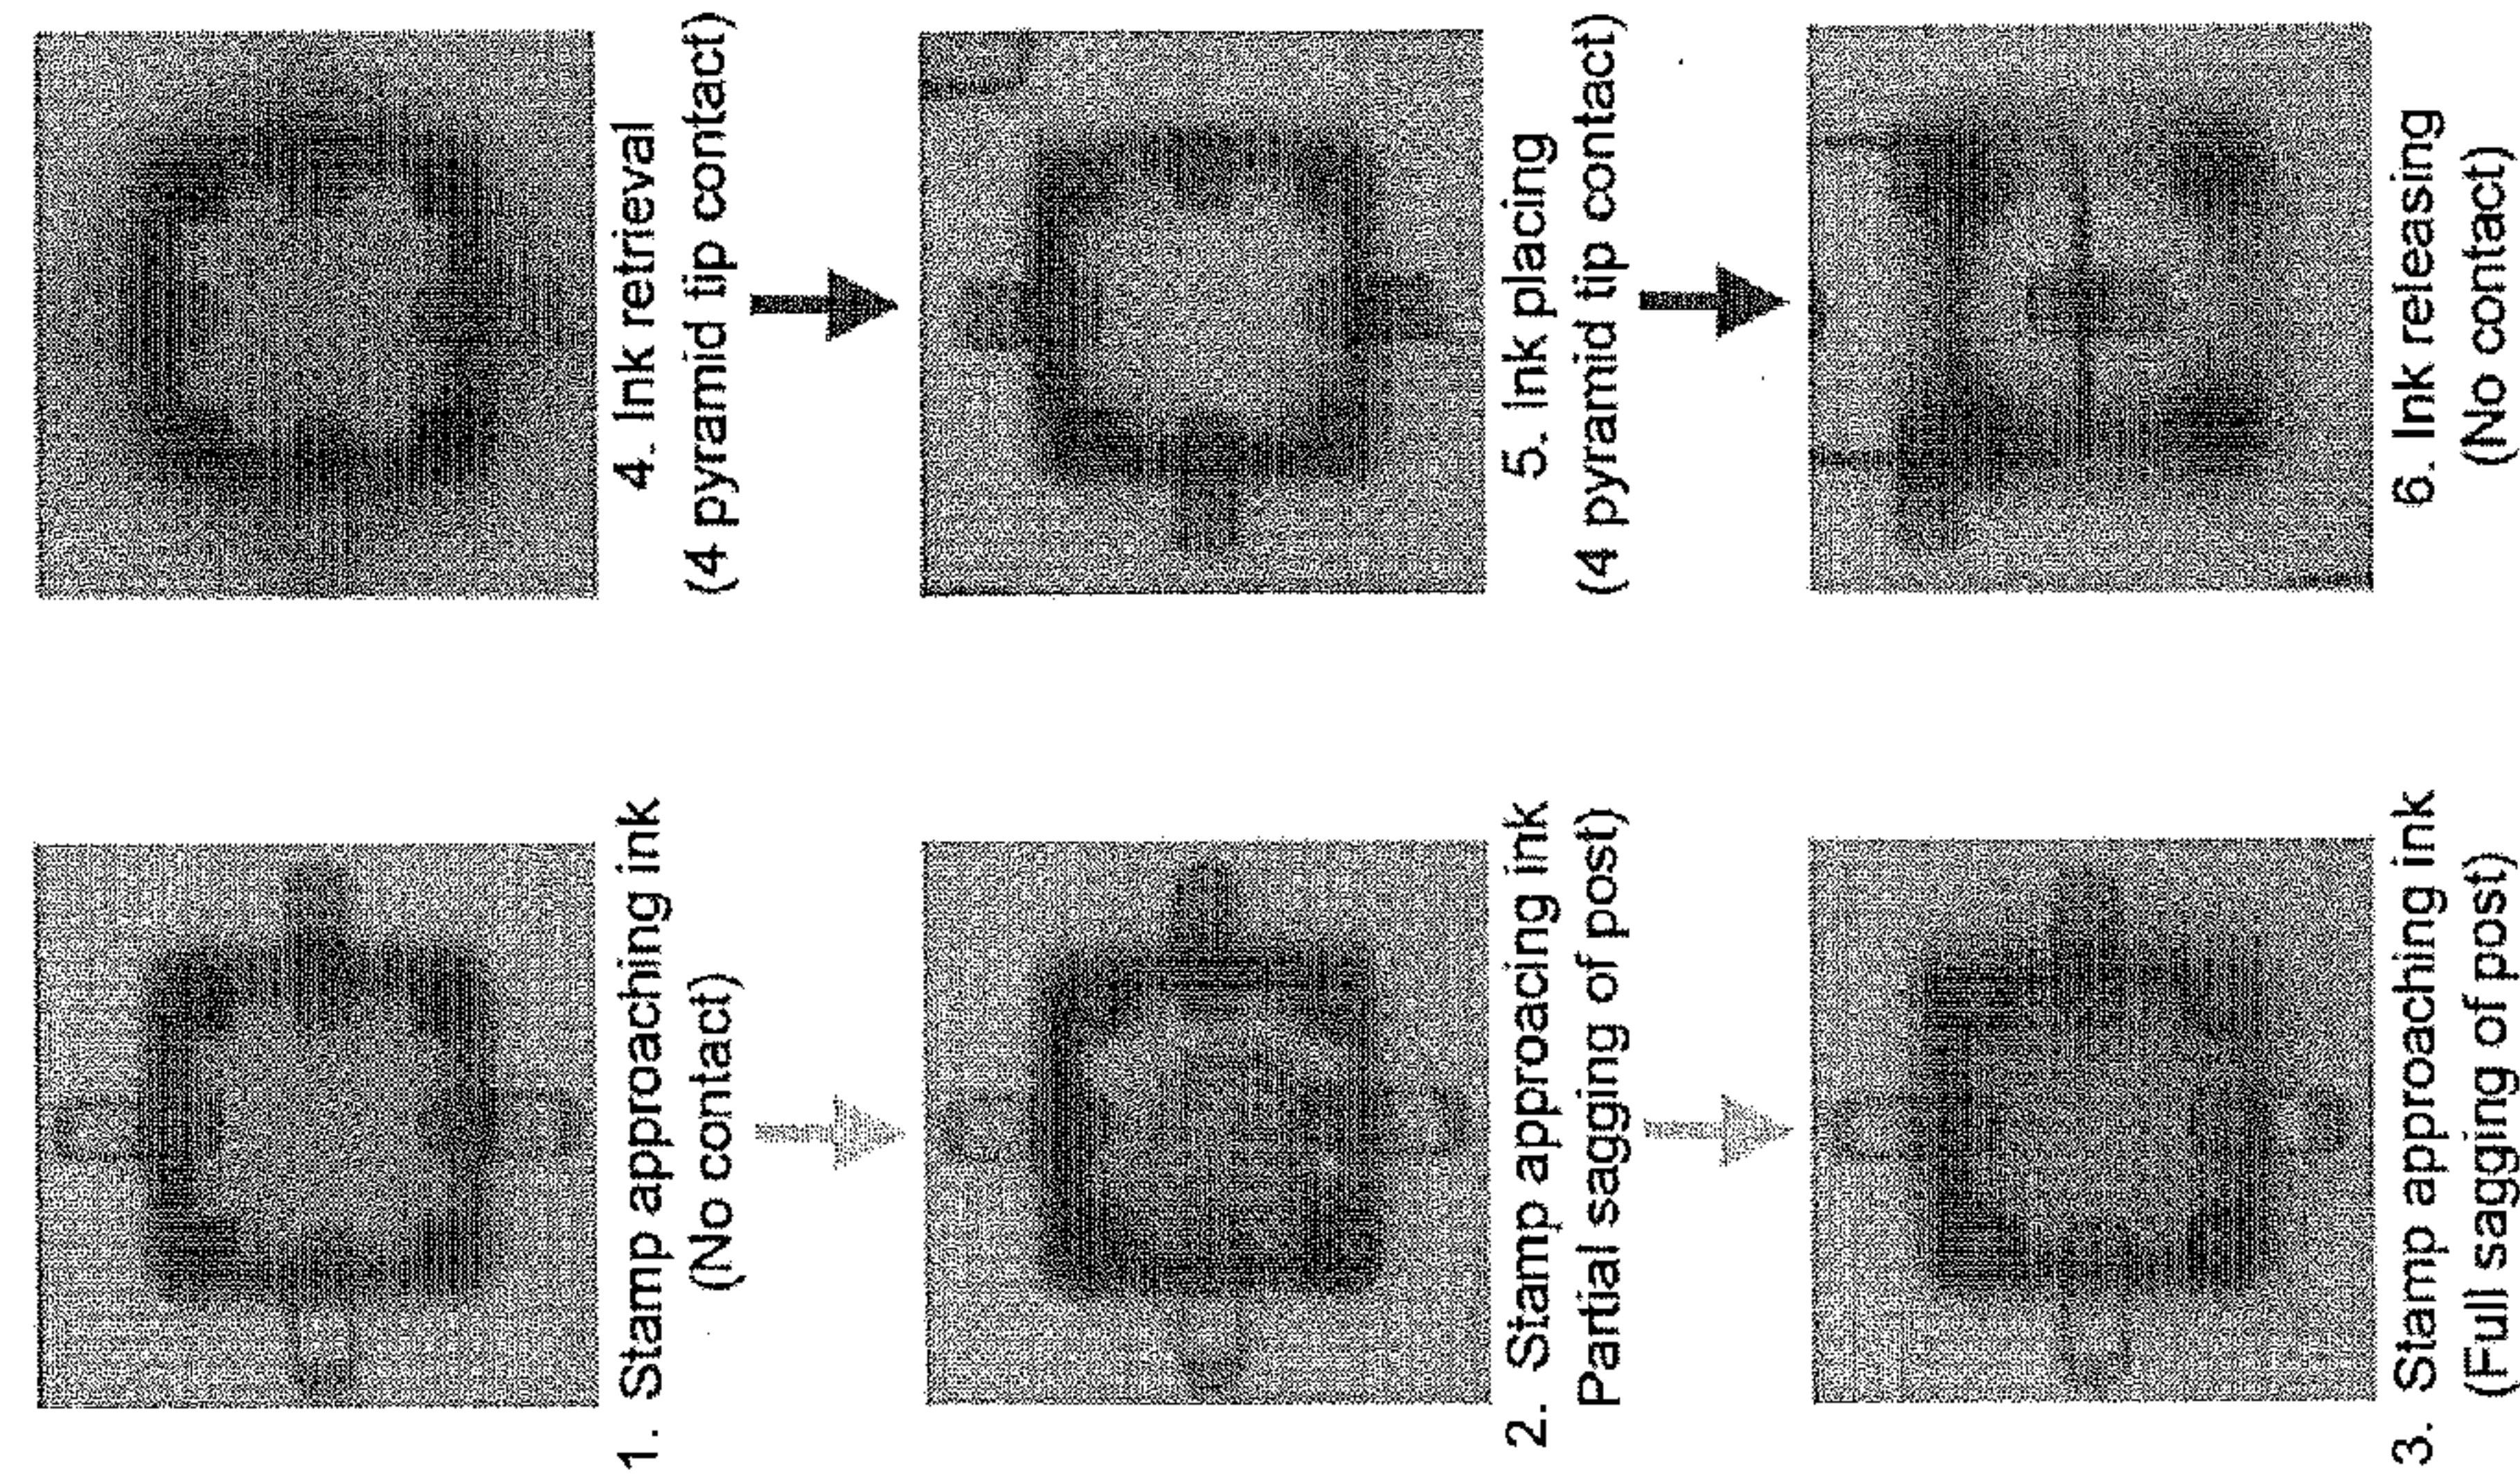 1. Stamp approaching ink
(No contact)
2. Stamp approacing ink
Partial sagging of post)
3. Stamp approaching ink
(Full sagging of post)
4. Ink retrieval
(4 pyramid tip contact)
5. Ink placing
(4 pyramid tip contact)
6. Ink releasing
(No contact)